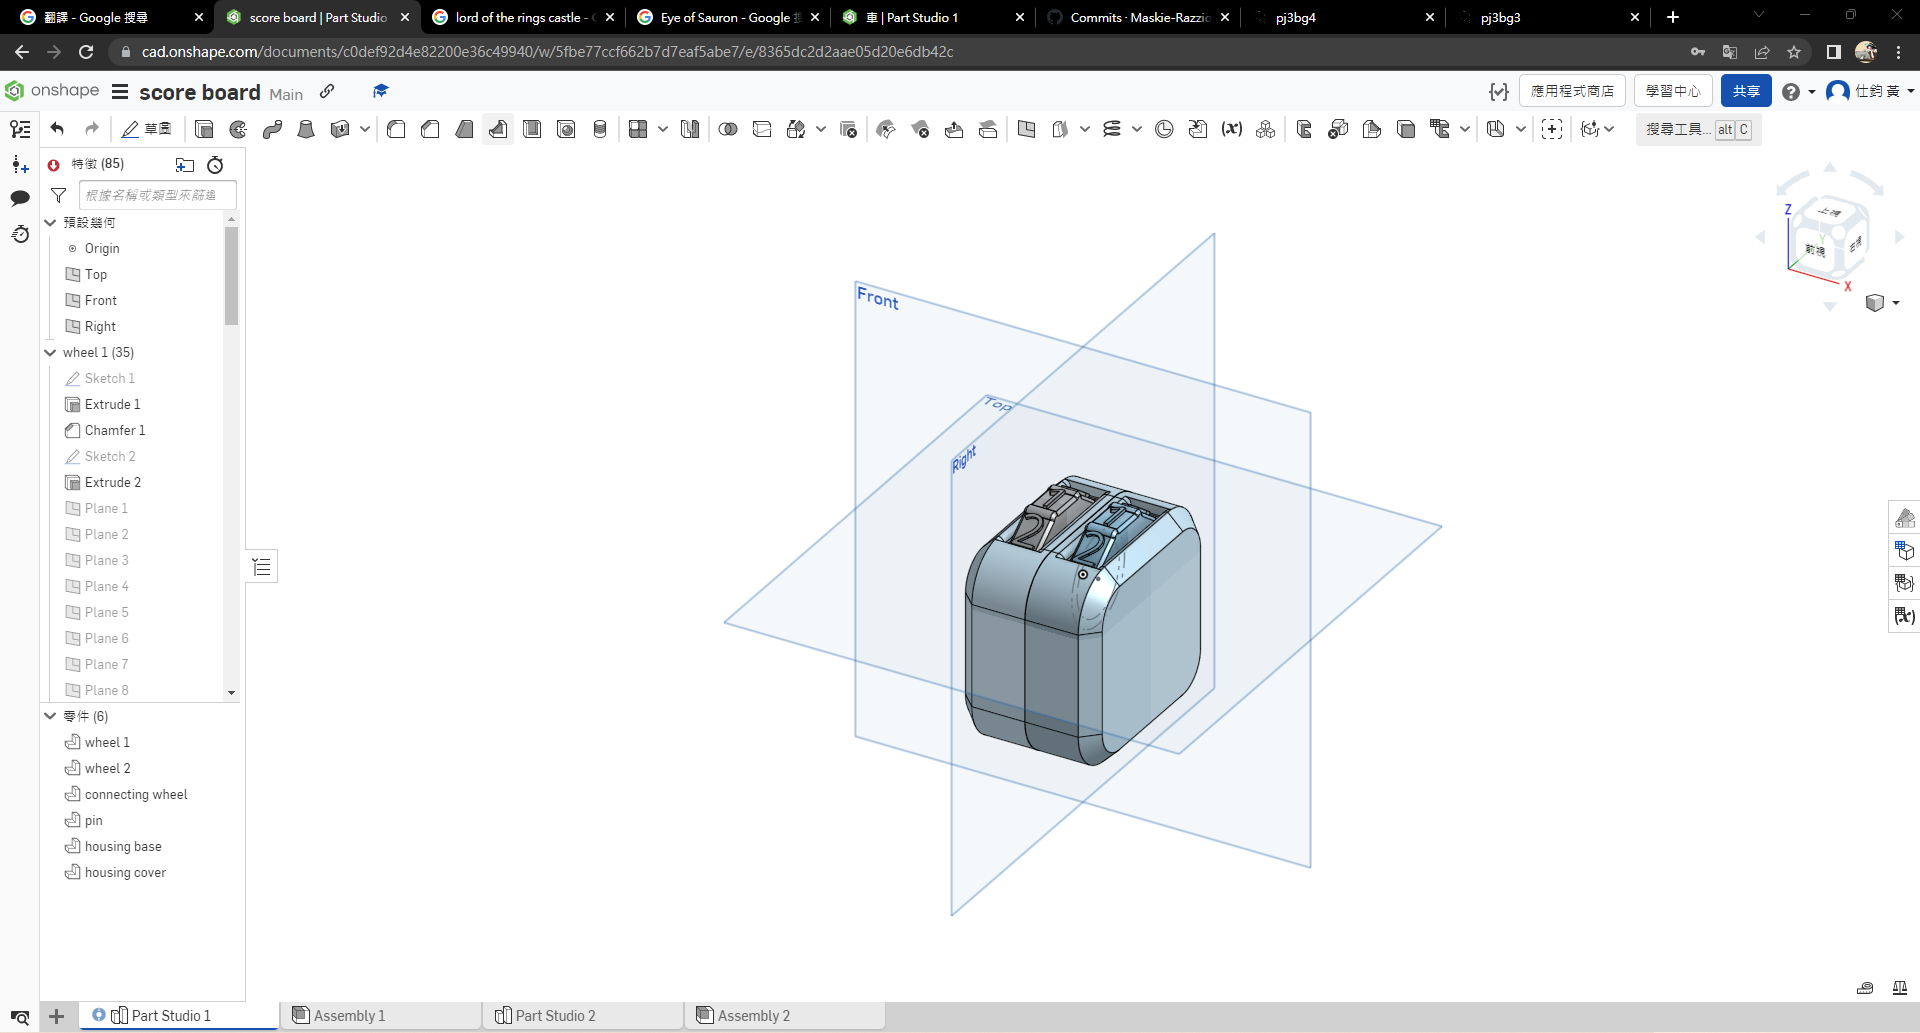 翻譯 - Google 搜尋
score board | Part Studio
lord of the rings castle -
Eye of Sauron - Google
車 | Part Studio 1
Commits · Maskie-Razzio
pj3bg4
pj3bg3
cad.onshape.com/documents/c0def92d4e82200e36c49940/w/5fbe77ccf662b7d7eaf5abe7/e/8365dc2d2aae05d20e6db42c
onshape
score board Main
應用程式商店
學習中心
共享
仕鈞 黃
草圖
搜尋工具... alt C
特徵 (85)
根據名稱或類型來篩選
預設幾何
Origin
Top
Front
Right
wheel 1 (35)
Sketch 1
Extrude 1
Chamfer 1
Sketch 2
Extrude 2
Plane 1
Plane 2
Plane 3
Plane 4
Plane 5
Plane 6
Plane 7
Plane 8
零件 (6)
wheel 1
wheel 2
connecting wheel
pin
housing base
housing cover
Front
Top
Right
1
1
2
2
Z
上視
Y
前視
右視
X
Part Studio 1
Assembly 1
Part Studio 2
Assembly 2